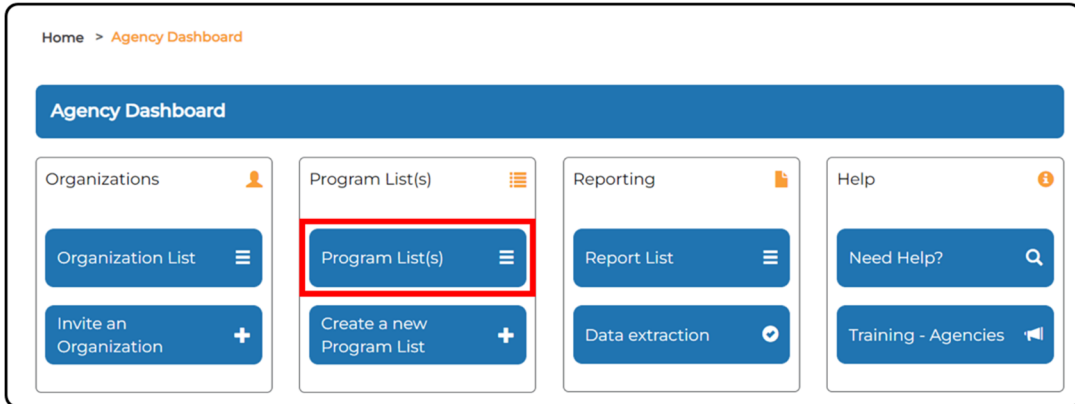 Home > Agency Dashboard
Agency Dashboard
Organizations
Organization List
Invite an
Organization
Program List(s)
Program List(s)
Create a new
Program List
Reporting
Report List
Data extraction
Help
Need Help?
Training - Agencies